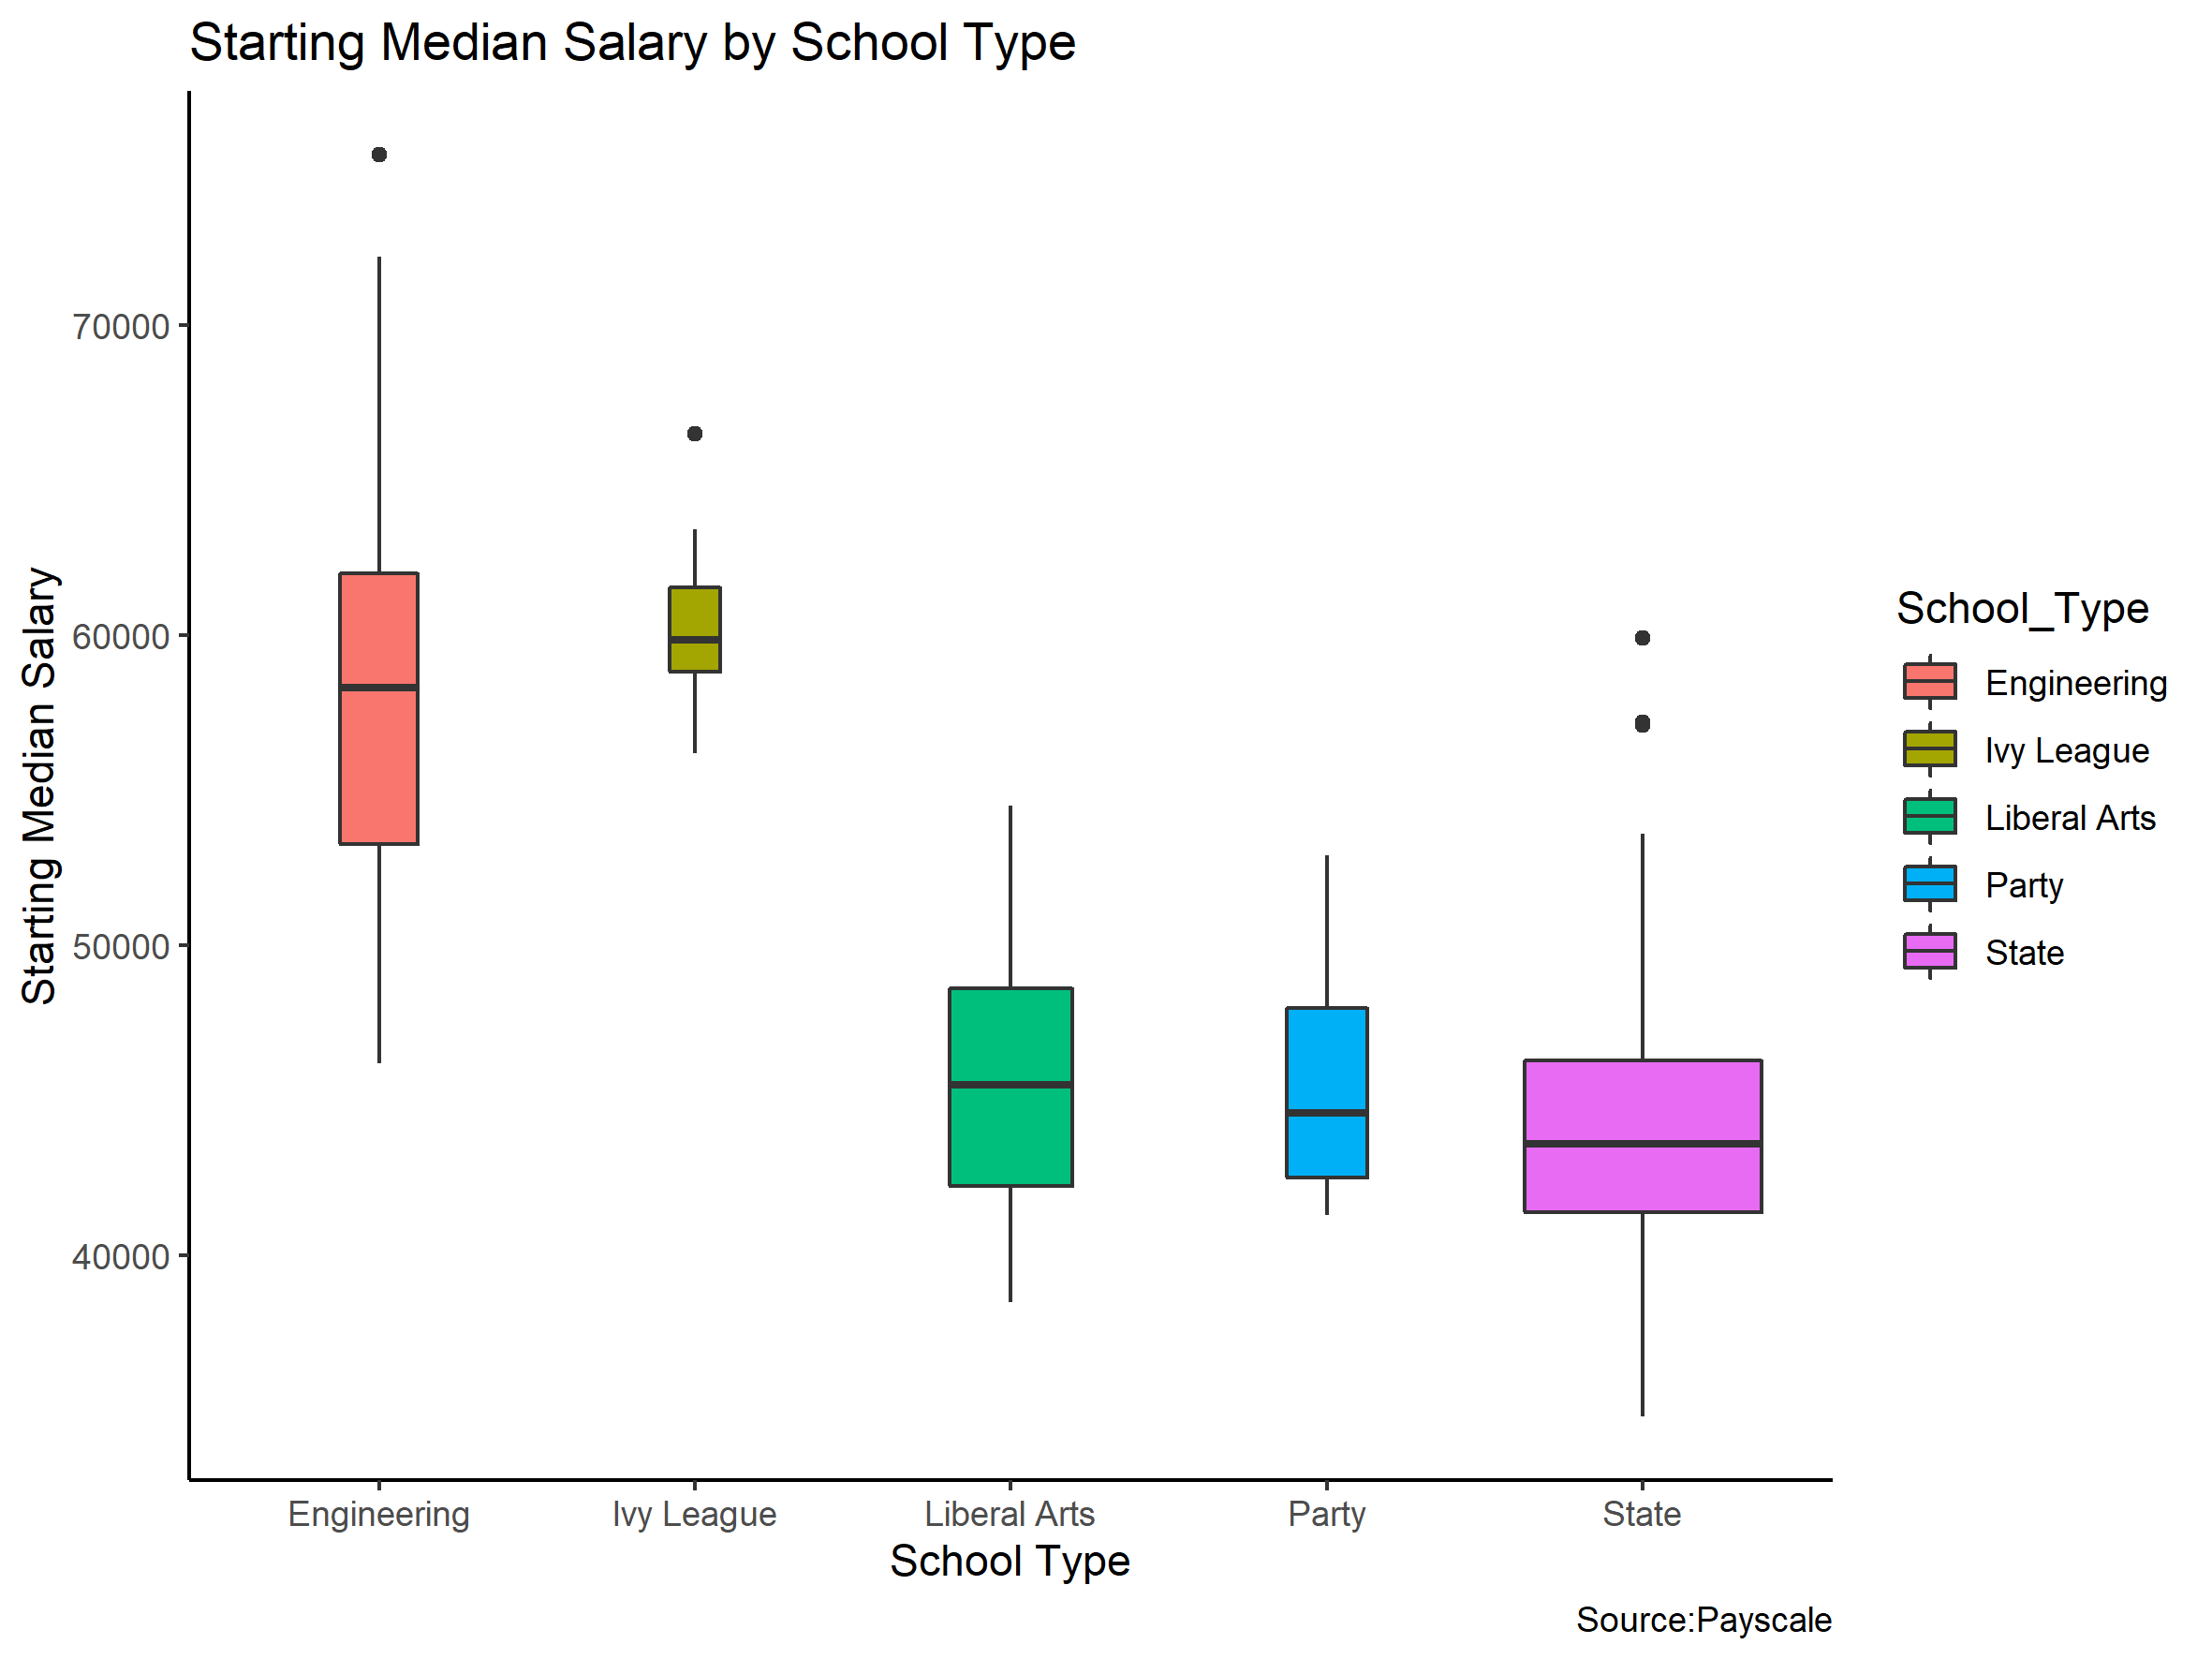 Starting Median Salary by School Type
Starting Median Salary
70000
60000
50000
40000
Engineering
Ivy League
Liberal Arts
Party
State
School Type
School_Type
Engineering
Ivy League
Liberal Arts
Party
State
Source:Payscale